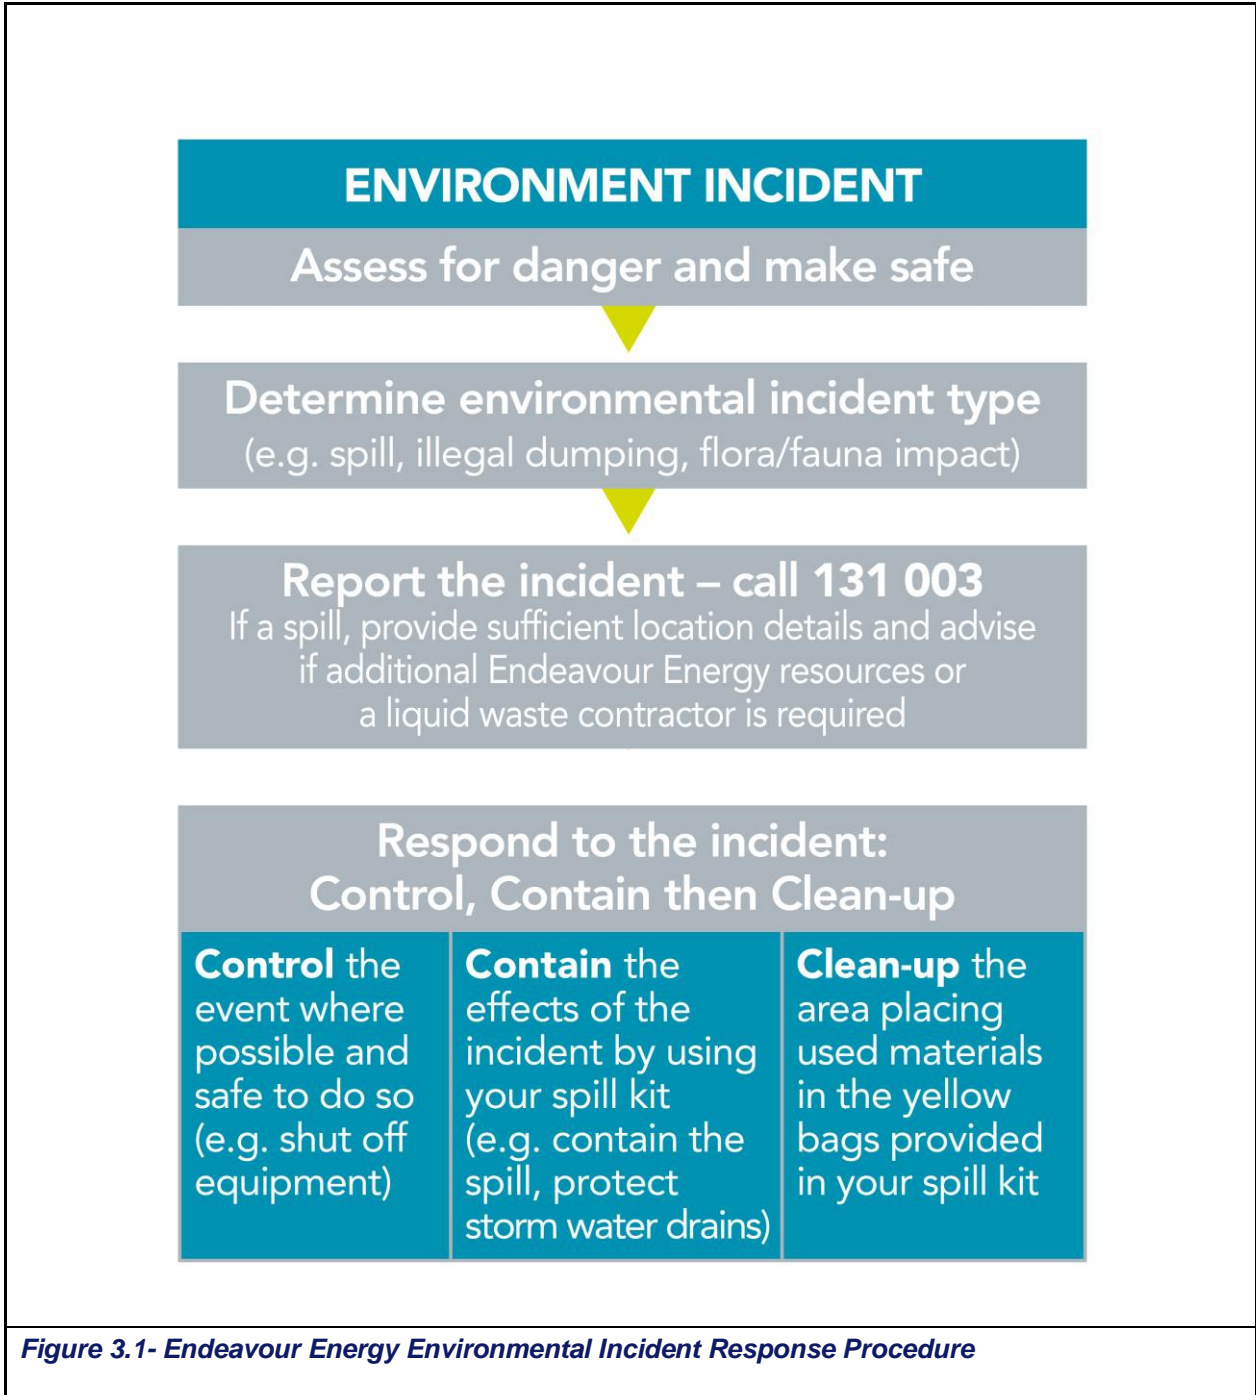 ENVIRONMENT INCIDENT
Assess for danger and make safe
Determine environmental incident type
(e.g. spill, illegal dumping, flora/fauna impact)
Report the incident – call 131 003
If a spill, provide sufficient location details and advise
if additional Endeavour Energy resources or
a liquid waste contractor is required
Respond to the incident:
Control, Contain then Clean-up
Control the
event where
possible and
safe to do so
(e.g. shut off
equipment)
Contain the
effects of the
incident by using
your spill kit
(e.g. contain the
spill, protect
storm water drains)
Clean-up the
area placing
used materials
in the yellow
bags provided
in your spill kit
Figure 3.1- Endeavour Energy Environmental Incident Response Procedure